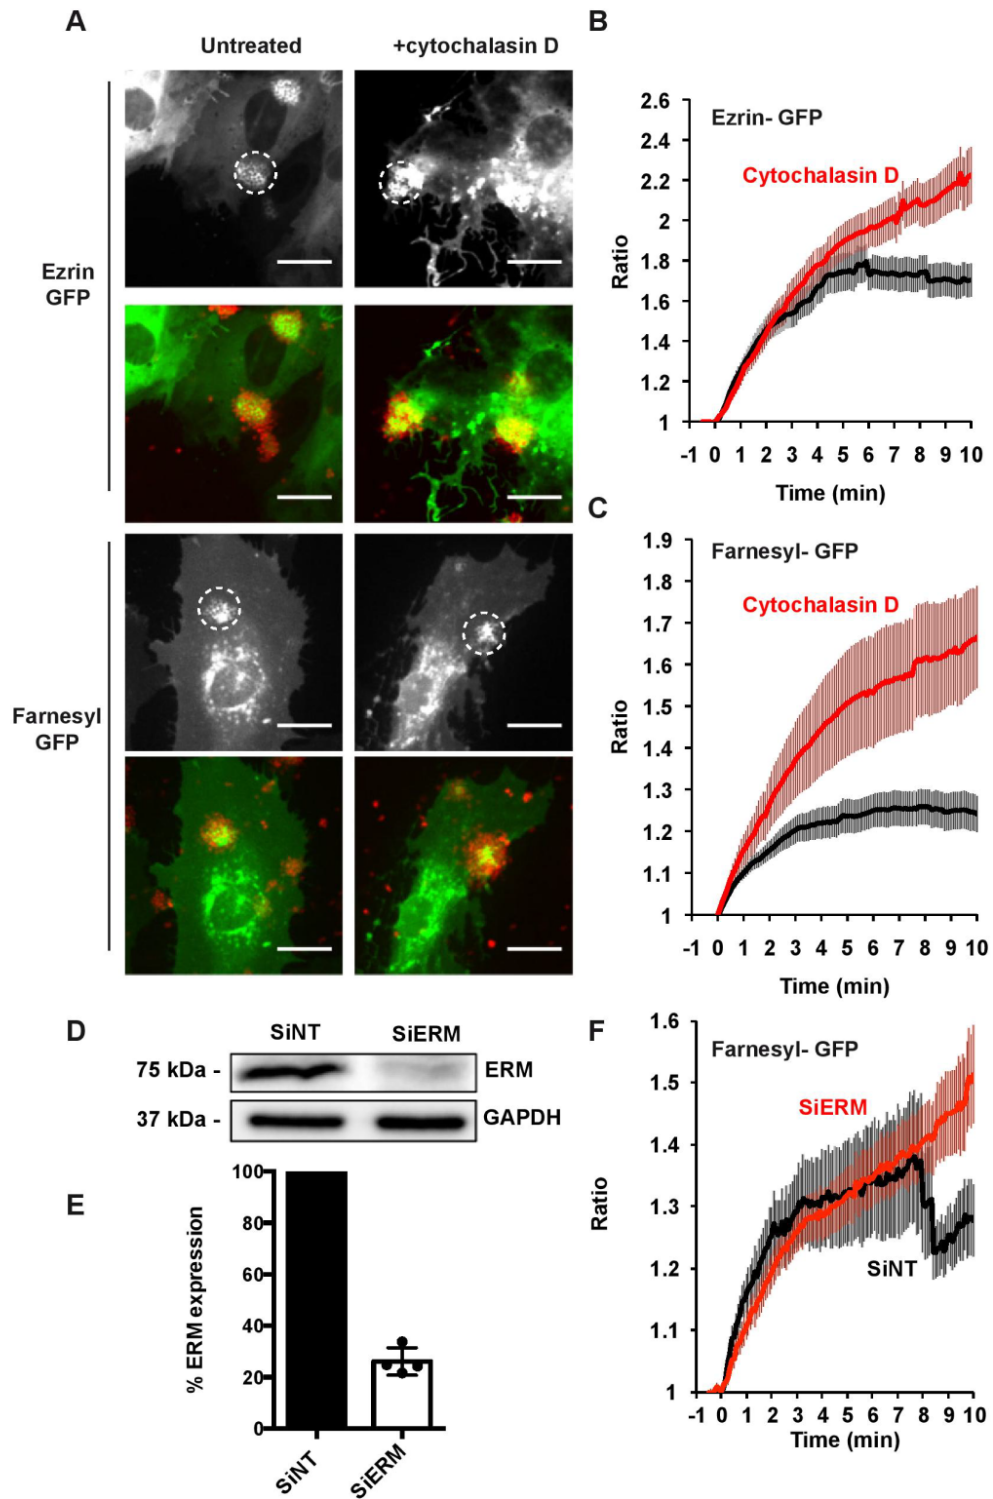 A
Untreated
+cytochalasin D
Ezrin
GFP
Farnesyl
GFP
B
2.6
2.4
2.2
2
1.8
1.6
1.4
1.2
1
Ratio
Ezrin- GFP
Cytochalasin D
-1 0 1 2 3 4 5 6 7 8 9 10
Time (min)
C
1.9
1.8
1.7
1.6
1.5
1.4
1.3
1.2
1.1
1
Ratio
Farnesyl- GFP
Cytochalasin D
-1 0 1 2 3 4 5 6 7 8 9 10
Time (min)
D
SiNT SiERM
75 kDa - ERM
37 kDa - GAPDH
E
100
80
60
40
20
0
% ERM expression
SiNT
SiERM
F
1.6
1.5
1.4
1.3
1.2
1.1
1
Ratio
Farnesyl- GFP
SiERM
SiNT
-1 0 1 2 3 4 5 6 7 8 9 10
Time (min)